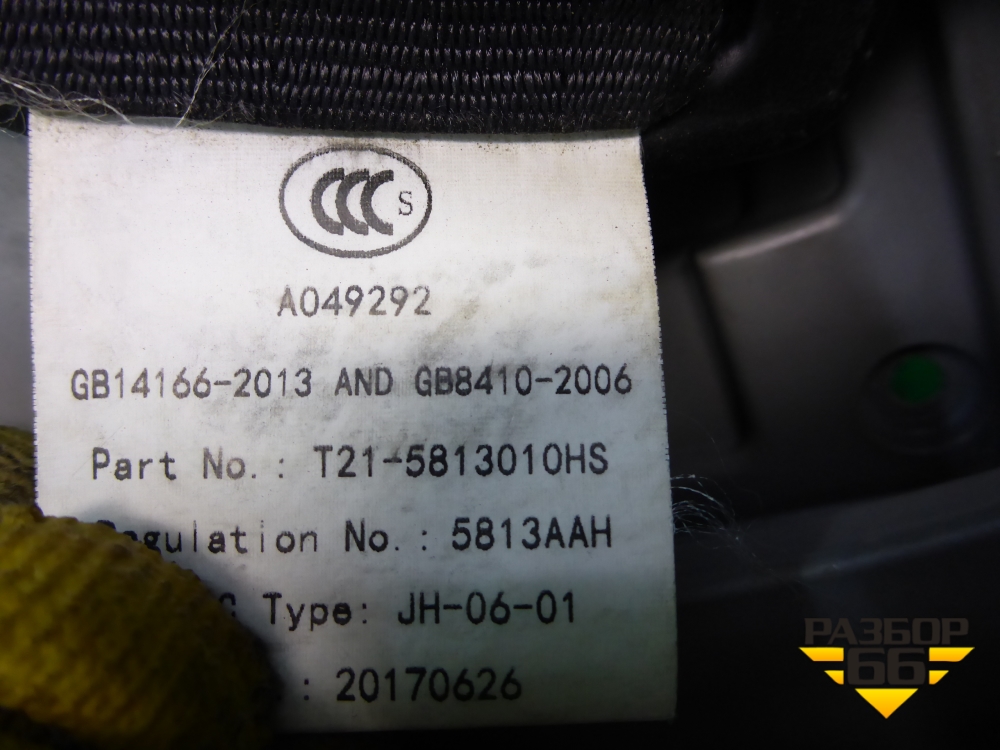 CCC S
A049292
GB14166-2013 AND GB8410-2006
Part No.: T21-5813010HS
No.: 5813AAH
Type: JH-06-01
: 20170626
РАЗБОР
66